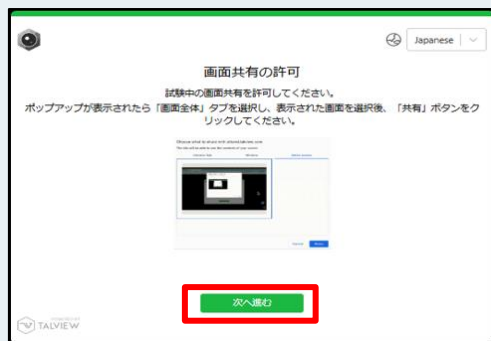 Japanese
画面共有の許可
試験中の画面共有を許可してください。
ポップアップが表示されたら「画面全体」タブを選択し、表示された画面を選択後、「共有」ボタンをク
リックしてください。
次へ進む
TALVIEW